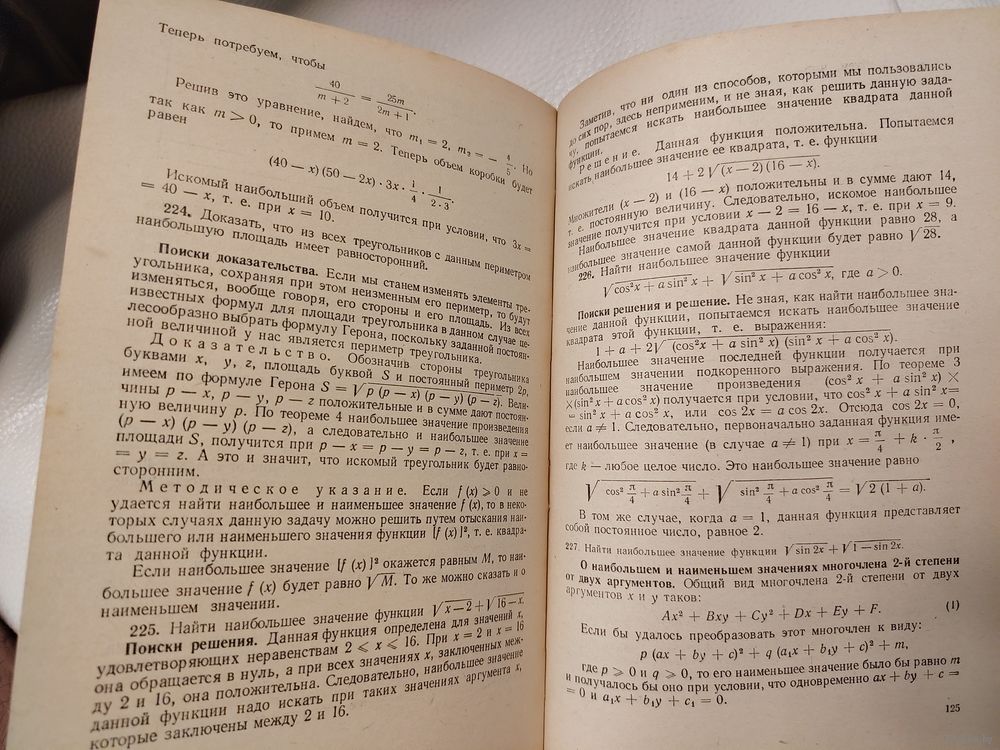 Теперь потребуем, чтобы
40/(m + 2) = 25m/(2m + 1).
Решив это уравнение, найдем, что m₁ = 2, m₂ = − 4/5. Но
так как m > 0, то примем m = 2. Теперь объем коробки будет
равен
(40 — x)(50 — 2x) · 3x · 1/4 · 1/(2 · 3).
Искомый наибольший объем получится при условии, что 3x =
= 40 — x, т. е. при x = 10.
224. Доказать, что из всех треугольников с данным периметром
наибольшую площадь имеет равносторонний.
Поиски доказательства. Если мы станем изменять элементы тре-
угольника, сохраняя при этом неизменным его периметр, то будут
изменяться, вообще говоря, его стороны и его площадь. Из всех
известных формул для площади треугольника в данном случае це-
лесообразно выбрать формулу Герона, поскольку заданной постоян-
ной величиной у нас является периметр треугольника.
Доказательство. Обозначив стороны треугольника
буквами x, y, z, площадь буквой S и постоянный периметр 2p,
имеем по формуле Герона S = √p (p — x) (p — y) (p — z). Вели-
чины p — x, p — y, p — z положительные и в сумме дают постоян-
ную величину p. По теореме 4 наибольшее значение произведения
(p — x) (p — y) (p — z), а следовательно и наибольшее значение
площади S, получится при p — x = p — y = p — z, т. е. при x =
= y = z. А это и значит, что искомый треугольник будет равно-
сторонним.
Методическое указание. Если f (x) ⩾ 0 и не
удается найти наибольшее и наименьшее значение f (x), то в неко-
торых случаях данную задачу можно решить путем отыскания наи-
большего или наименьшего значения функции [f (x)]², т. е. квадра-
та данной функции.
Если наибольшее значение [f (x)]² окажется равным M, то наи-
большее значение f (x) будет равно √M. То же можно сказать и о
наименьшем значении.
225. Найти наибольшее значение функции √x — 2 + √16 — x.
Поиски решения. Данная функция определена для значений x,
удовлетворяющих неравенствам 2 ⩽ x ⩽ 16. При x = 2 и x = 16
она обращается в нуль, а при всех значениях x, заключенных меж-
ду 2 и 16, она положительна. Следовательно, наибольшее значение
данной функции надо искать при таких значениях аргумента x,
которые заключены между 2 и 16.
Заметив, что ни один из способов, которыми мы пользовались
до сих пор, здесь неприменим, и не зная, как решить данную зада-
чу, попытаемся искать наибольшее значение квадрата данной
функции.
Решение. Данная функция положительна. Попытаемся
искать наибольшее значение ее квадрата, т. е. функции
14 + 2 √(x — 2) (16 — x).
Множители (x — 2) и (16 — x) положительны и в сумме дают 14,
т. е. постоянную величину. Следовательно, искомое наибольшее
значение получится при условии x — 2 = 16 — x, т. е. при x = 9.
Наибольшее значение квадрата данной функции равно 28, а
наибольшее значение самой данной функции будет равно √28.
226. Найти наибольшее значение функции
√cos²x + a sin² x + √sin² x + a cos² x, где a > 0.
Поиски решения и решение. Не зная, как найти наибольшее зна-
чение данной функции, попытаемся искать наибольшее значение
квадрата этой функции, т. е. выражения:
1 + a + 2√(cos²x + a sin² x) (sin² x + a cos² x).
Наибольшее значение последней функции получается при
наибольшем значении подкоренного выражения. По теореме 3
наибольшее значение произведения (cos² x + a sin² x) ×
×(sin² x + a cos² x) получается при условии, что cos² x + a sin² x =
= sin² x + a cos² x, или cos 2x = a cos 2x. Отсюда cos 2x = 0,
если a ≠ 1. Следовательно, первоначально заданная функция име-
ет наибольшее значение (в случае a ≠ 1) при x = π/4 + k · π/2 ,
где k — любое целое число. Это наибольшее значение равно
√cos² π/4 + a sin² π/4 + √sin² π/4 + a cos² π/4 = √2 (1 + a).
В том же случае, когда a = 1, данная функция представляет
собой постоянное число, равное 2.
227. Найти наибольшее значение функции √sin 2x + √1 — sin 2x.
О наибольшем и наименьшем значениях многочлена 2-й степени
от двух аргументов. Общий вид многочлена 2-й степени от двух
аргументов x и y таков:
Ax² + Bxy + Cy² + Dx + Ey + F. (1)
Если бы удалось преобразовать этот многочлен к виду:
p (ax + by + c)² + q (a₁x + b₁y + c)² + m,
где p ⩾ 0 и q ⩾ 0, то его наименьшее значение было бы равно m
и получалось бы оно при условии, что одновременно ax + by + c =
= 0 и a₁x + b₁y + c₁ = 0.
125